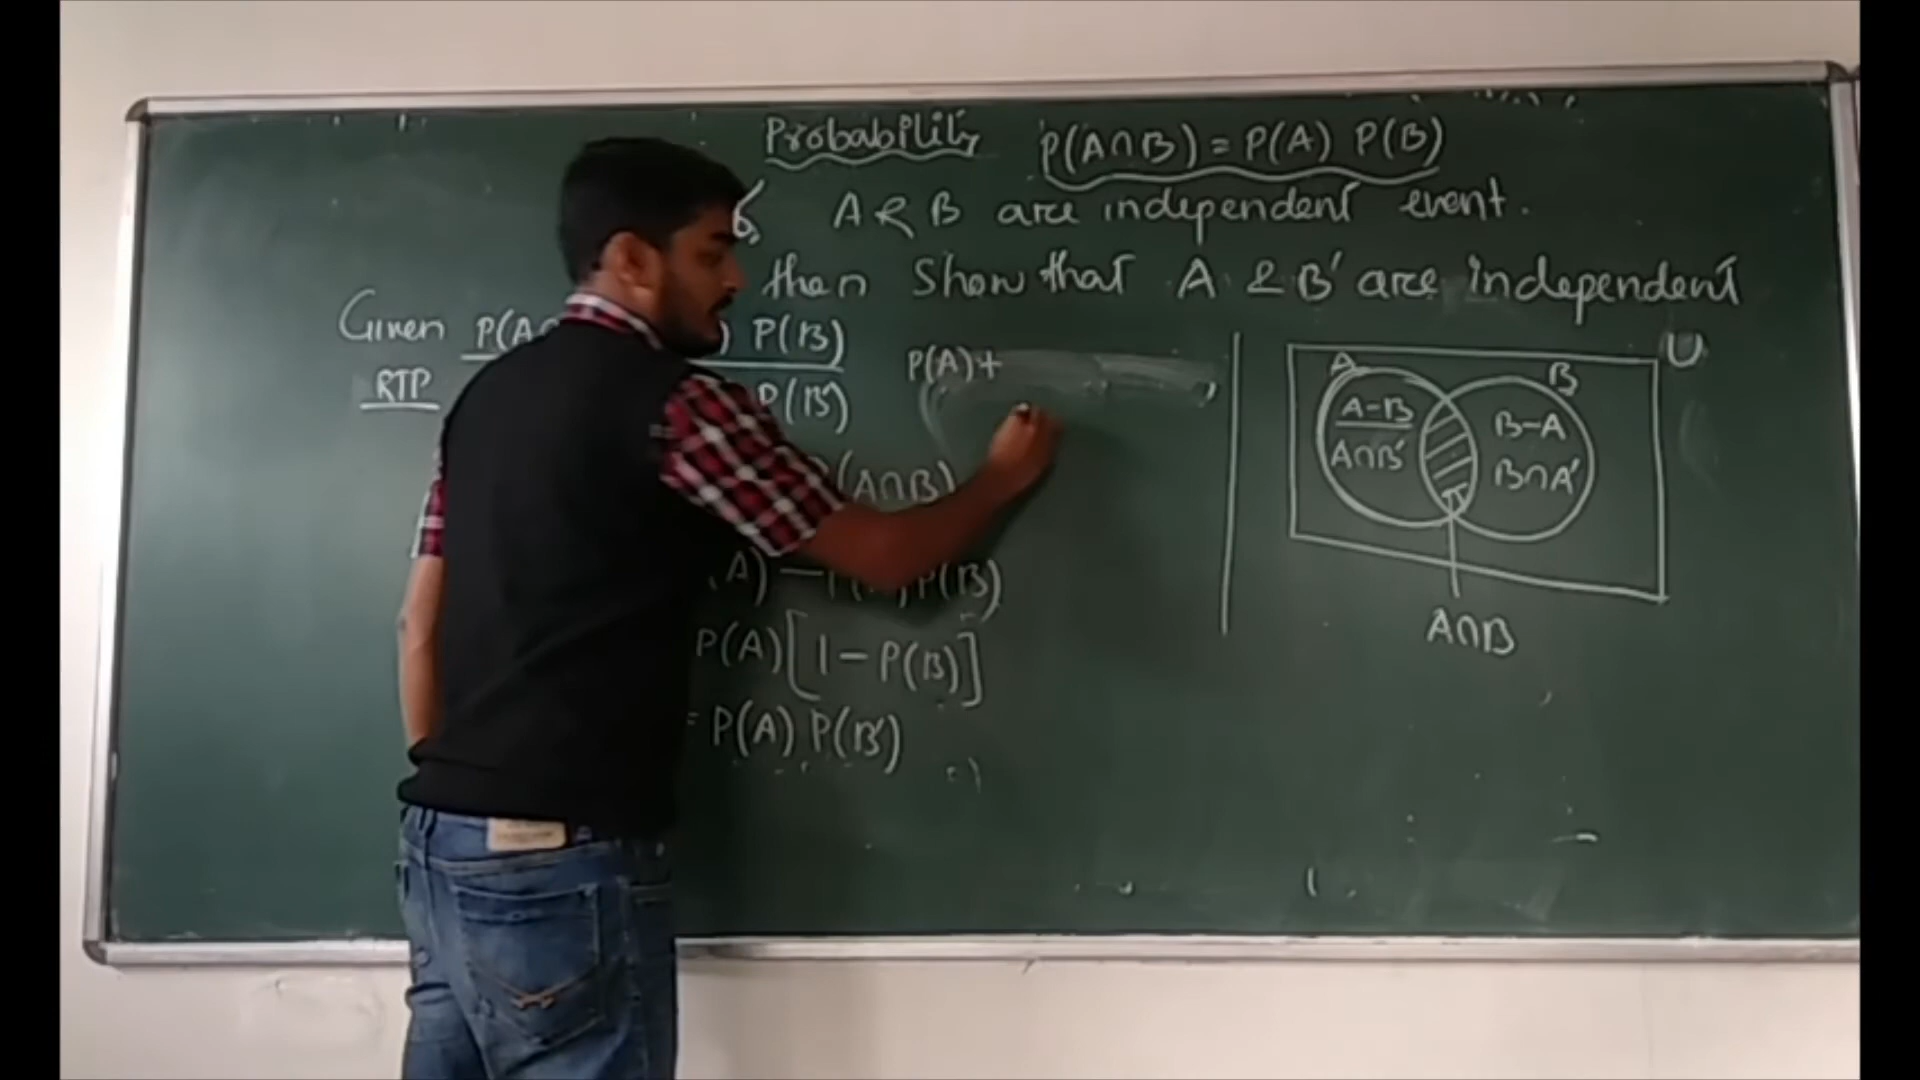 Probability P(A∩B) = P(A) P(B)
A & B are independent event.
then Show that A & B' are independent
Given P(A ) P(B)
RTP P(B')
P(A)+
(A∩B)
A) — P(B)
P(A)[1 - P(B)]
= P(A) P(B')
U
A B
A-B B-A
A∩B' B∩A'
A∩B